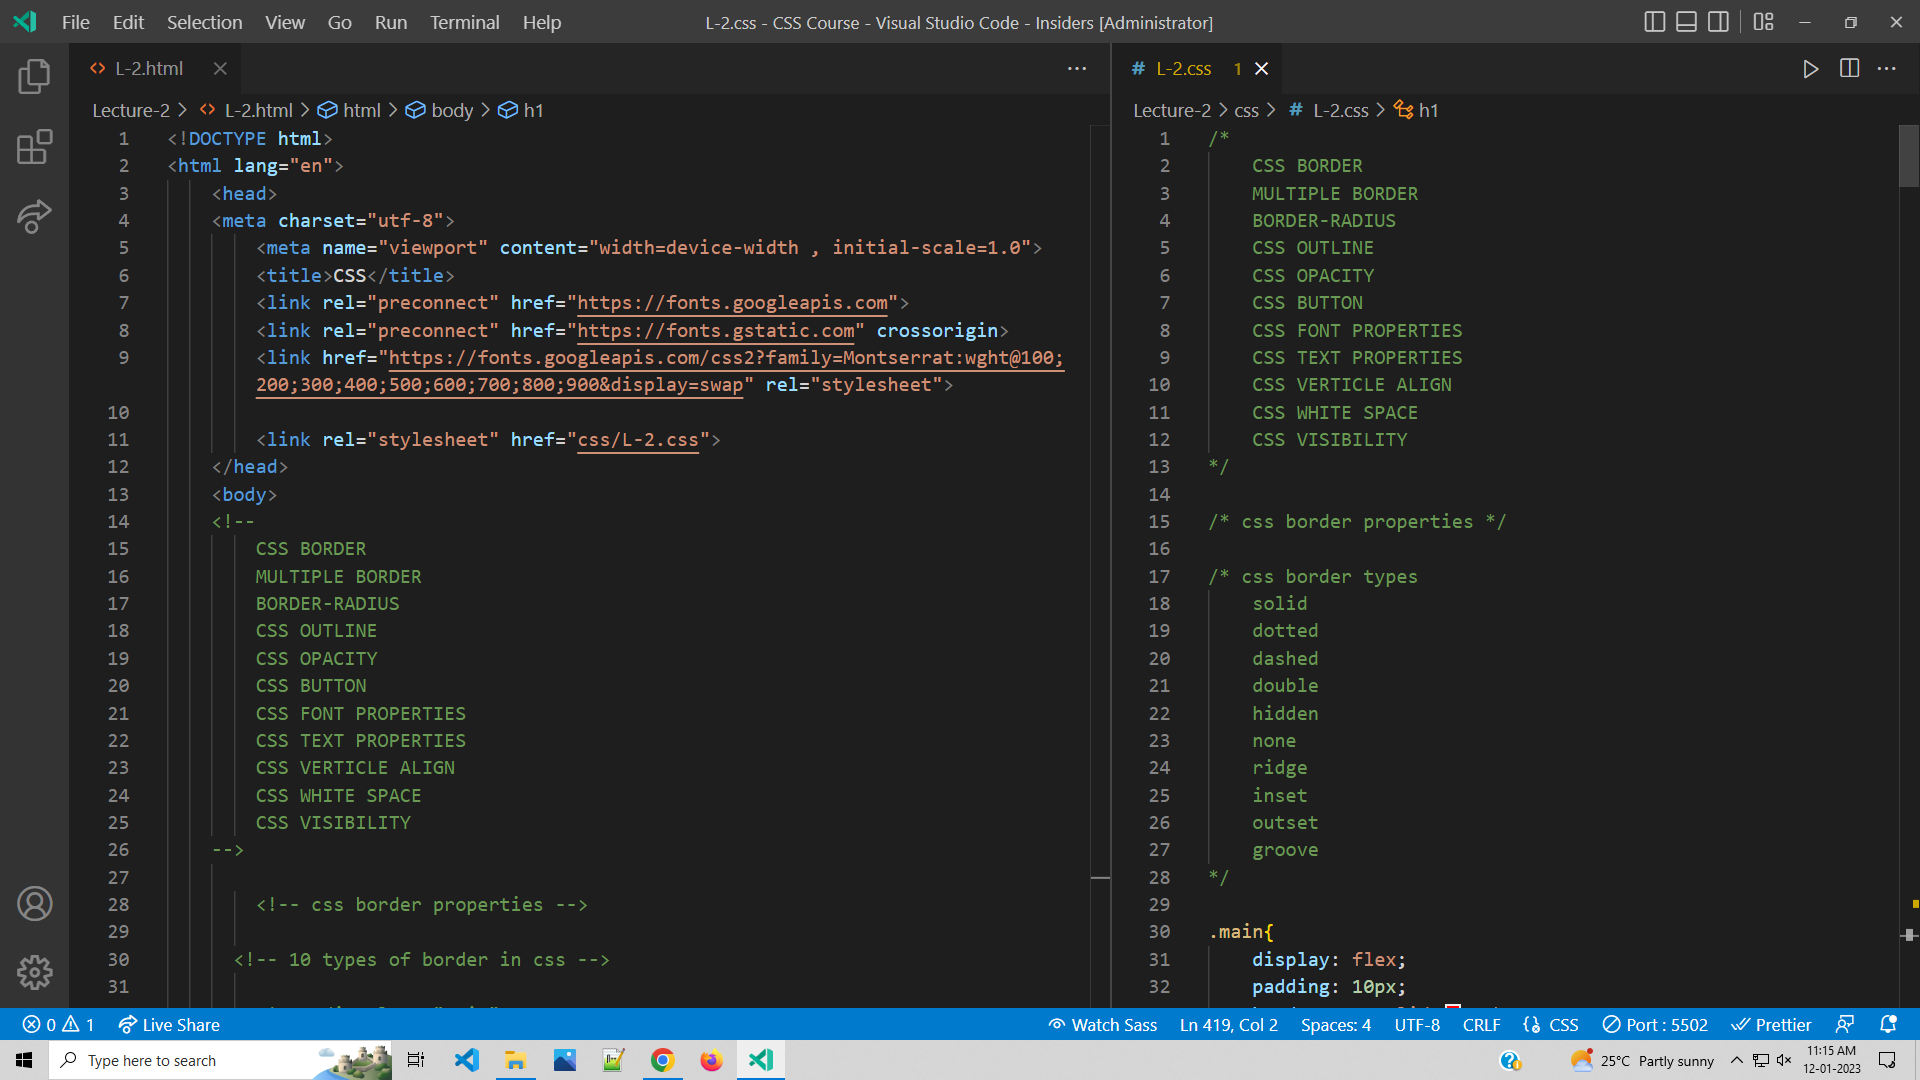 File Edit Selection View Go Run Terminal Help
L-2.css - CSS Course - Visual Studio Code - Insiders [Administrator]
L-2.html
Lecture-2 > L-2.html > html > body > h1
1 <!DOCTYPE html>
2 <html lang="en">
3 <head>
4 <meta charset="utf-8">
5 <meta name="viewport" content="width=device-width , initial-scale=1.0">
6 <title>CSS</title>
7 <link rel="preconnect" href="https://fonts.googleapis.com">
8 <link rel="preconnect" href="https://fonts.gstatic.com" crossorigin>
9 <link href="https://fonts.googleapis.com/css2?family=Montserrat:wght@100;
200;300;400;500;600;700;800;900&display=swap" rel="stylesheet">
10
11 <link rel="stylesheet" href="css/L-2.css">
12 </head>
13 <body>
14 <!--
15 CSS BORDER
16 MULTIPLE BORDER
17 BORDER-RADIUS
18 CSS OUTLINE
19 CSS OPACITY
20 CSS BUTTON
21 CSS FONT PROPERTIES
22 CSS TEXT PROPERTIES
23 CSS VERTICLE ALIGN
24 CSS WHITE SPACE
25 CSS VISIBILITY
26 -->
27
28 <!-- css border properties -->
29
30 <!-- 10 types of border in css -->
31
# L-2.css 1
Lecture-2 > css > # L-2.css > h1
1 /*
2 CSS BORDER
3 MULTIPLE BORDER
4 BORDER-RADIUS
5 CSS OUTLINE
6 CSS OPACITY
7 CSS BUTTON
8 CSS FONT PROPERTIES
9 CSS TEXT PROPERTIES
10 CSS VERTICLE ALIGN
11 CSS WHITE SPACE
12 CSS VISIBILITY
13 */
14
15 /* css border properties */
16
17 /* css border types
18 solid
19 dotted
20 dashed
21 double
22 hidden
23 none
24 ridge
25 inset
26 outset
27 groove
28 */
29
30 .main{
31 display: flex;
32 padding: 10px;
0 1 Live Share
Watch Sass Ln 419, Col 2 Spaces: 4 UTF-8 CRLF {} CSS Port : 5502 Prettier
Type here to search
25°C Partly sunny
11:15 AM
12-01-2023